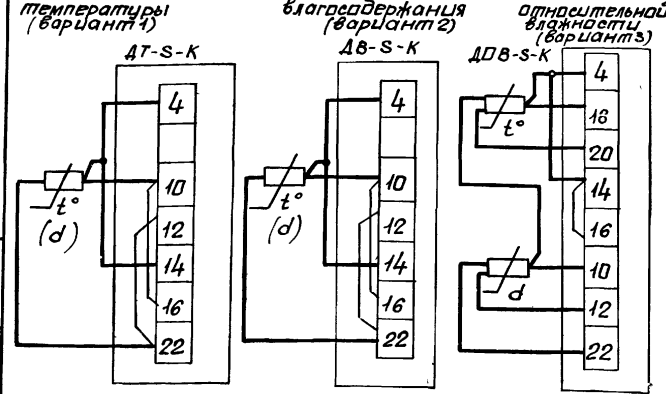 температуры
(вариант 1)
ДТ-S-К
4
10
12
14
16
22
t°
(d)
влагосодержания
(вариант 2)
ДВ-S-К
4
10
12
14
16
22
t°
(d)
относительной
влажности
(вариант 3)
ДОВ-S-К
4
16
20
14
16
10
12
22
t°
d